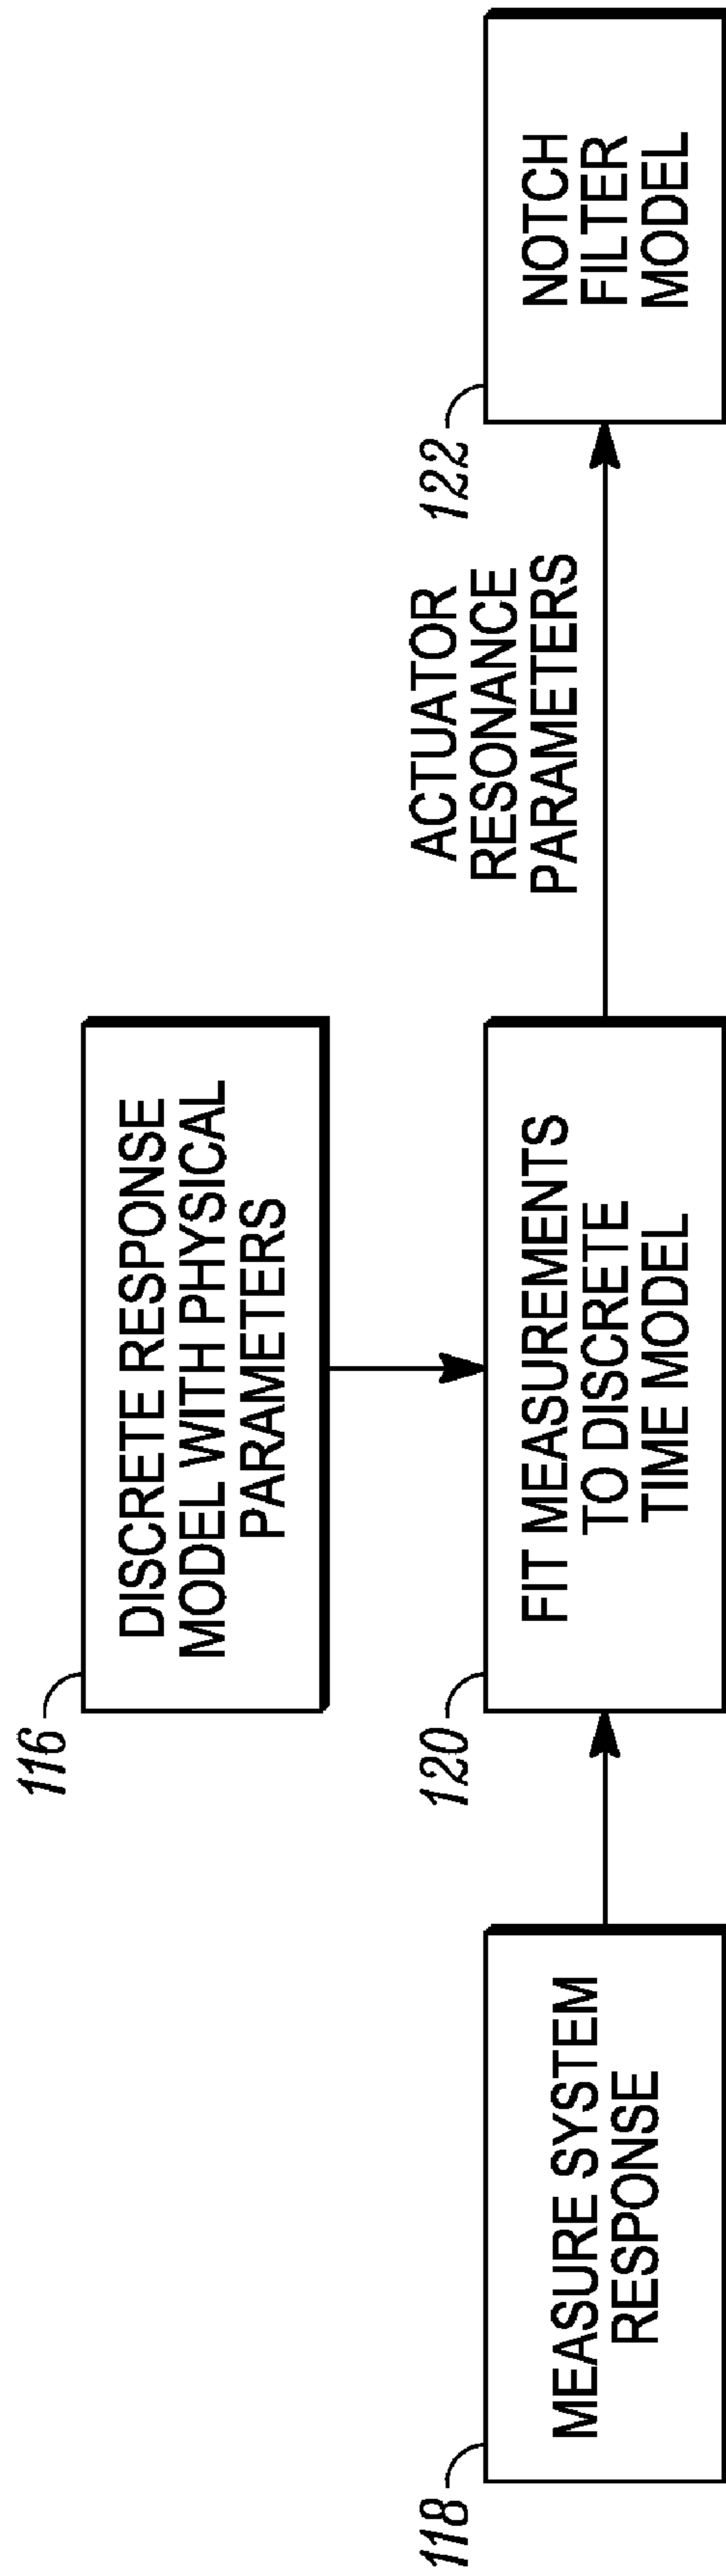 116
DISCRETE RESPONSE
MODEL WITH PHYSICAL
PARAMETERS
118
MEASURE SYSTEM
RESPONSE
120
FIT MEASUREMENTS
TO DISCRETE
TIME MODEL
ACTUATOR
RESONANCE
PARAMETERS
122
NOTCH
FILTER
MODEL